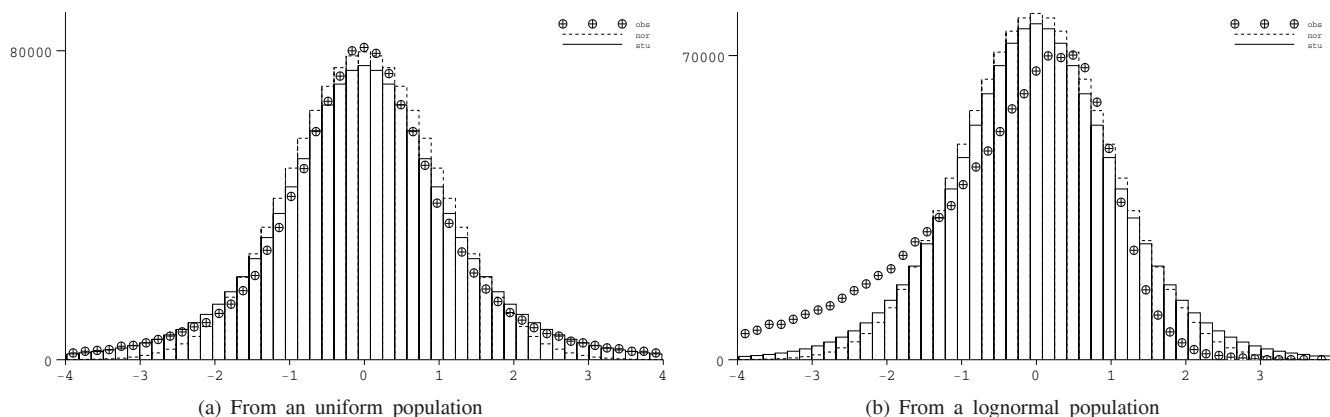 obs
nor
stu
80000
0
−4 −3 −2 −1 0 1 2 3 4
(a) From an uniform population
obs
nor
stu
70000
0
−4 −3 −2 −1 0 1 2 3
(b) From a lognormal population